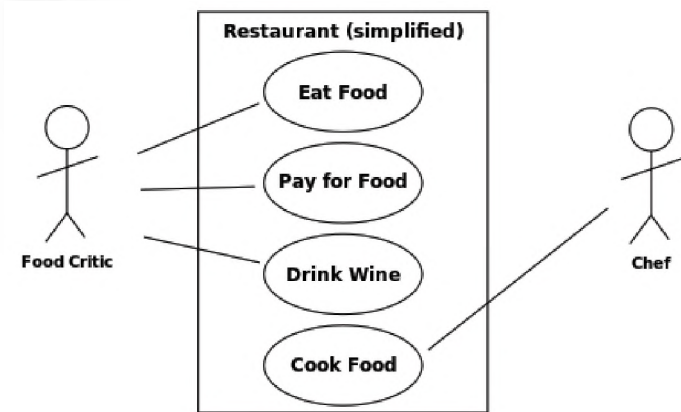 Restaurant (simplified)
Eat Food
Pay for Food
Drink Wine
Cook Food
Food Critic
Chef